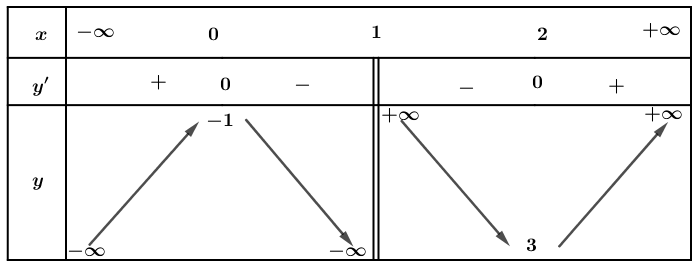 x −∞ 0 1 2 +∞
y′ + 0 − − 0 +
−1 +∞ +∞
y
−∞ −∞ 3